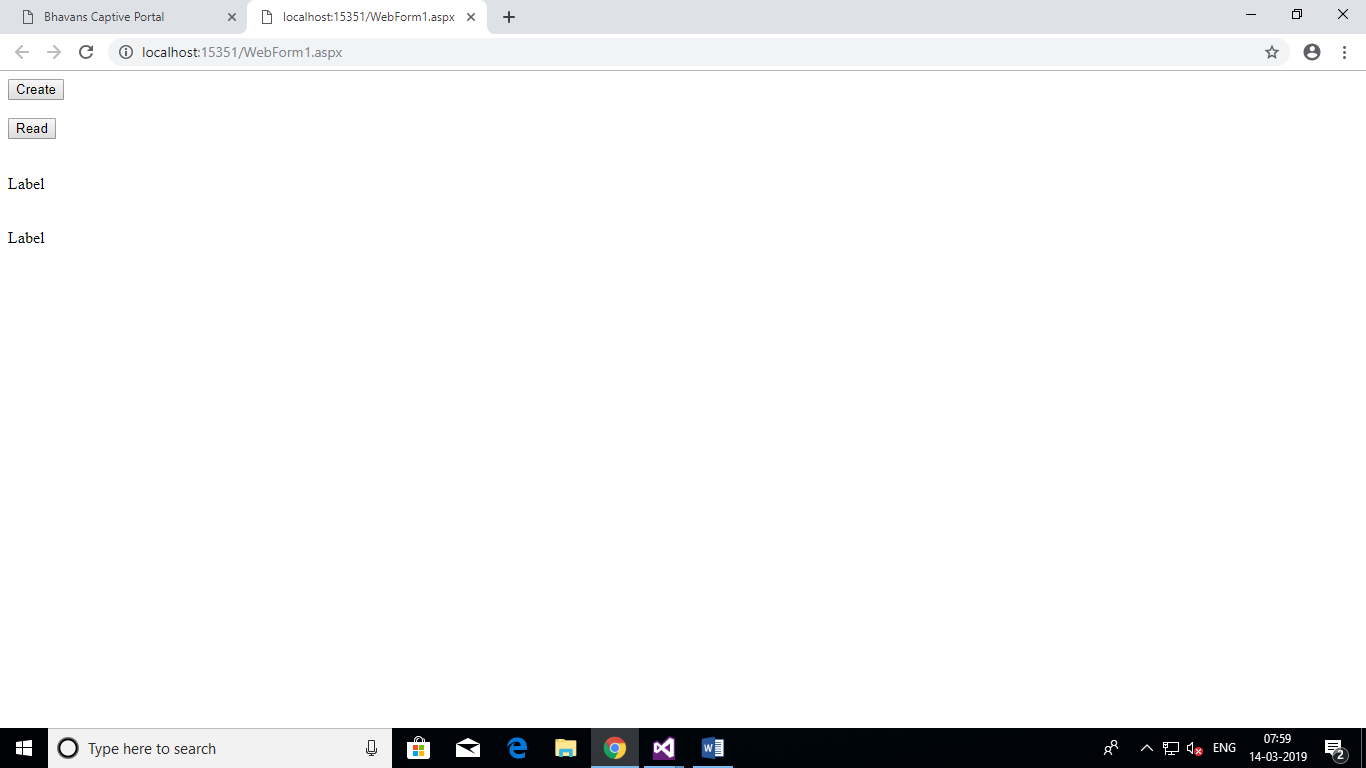 Bhavans Captive Portal
localhost:15351/WebForm1.aspx
localhost:15351/WebForm1.aspx
Create
Read
Label
Label
Type here to search
ENG
07:59
14-03-2019
2